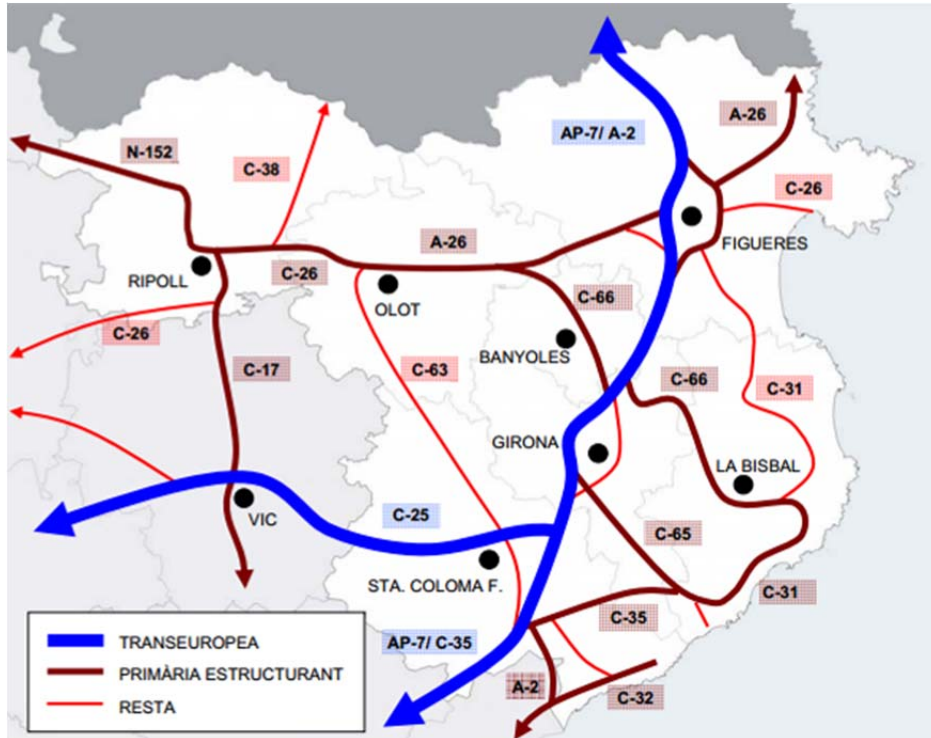 AP-7/ A-2
A-26
N-152
C-38
C-26
A-26
FIGUERES
RIPOLL
C-26
OLOT
C-66
C-26
BANYOLES
C-17
C-63
C-66
C-31
GIRONA
LA BISBAL
VIC
C-25
C-65
STA. COLOMA F.
C-31
C-35
AP-7/ C-35
A-2
C-32
TRANSEUROPEA
PRIMÀRIA ESTRUCTURANT
RESTA